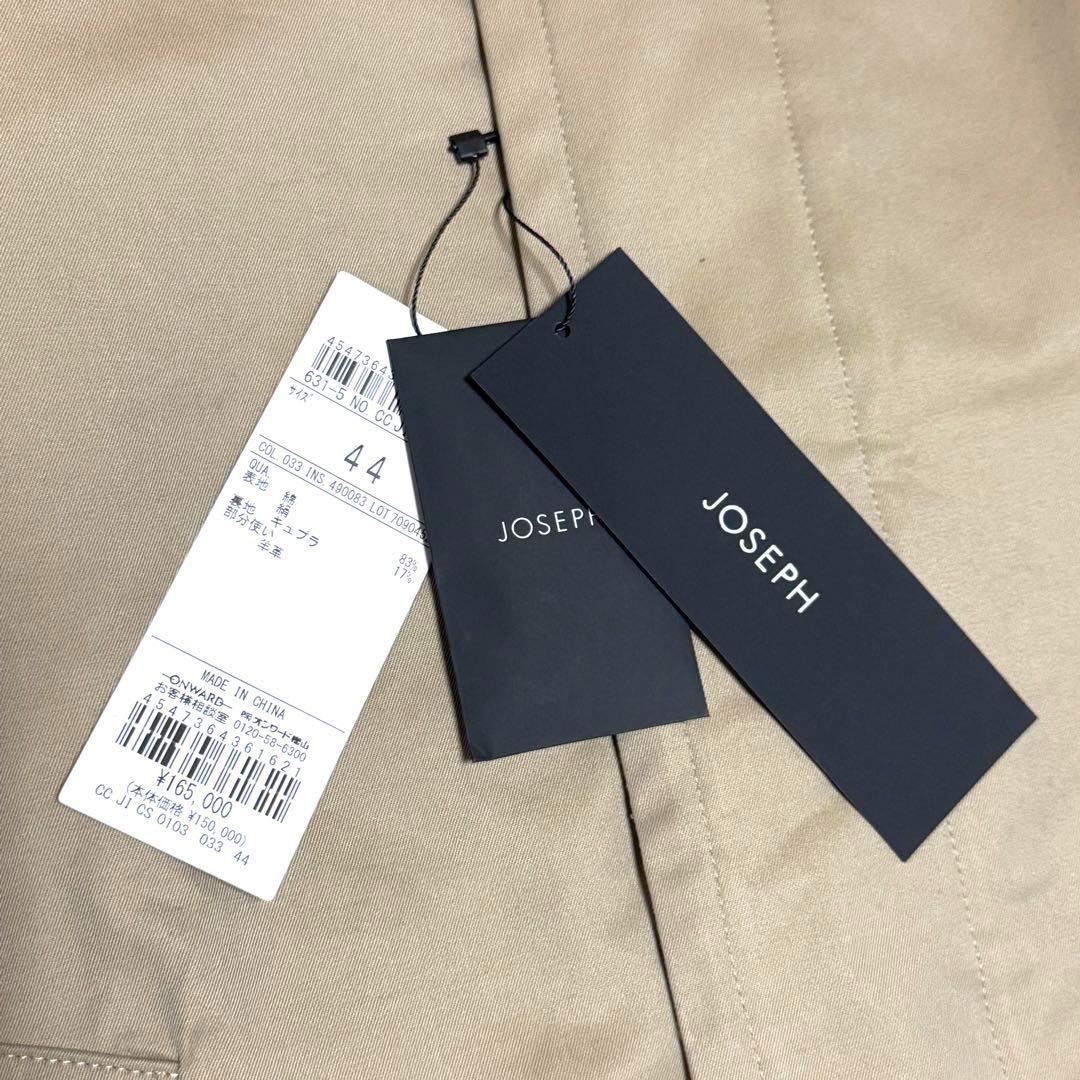 4547364
631-5 NO. CC J
サイズ
44
COL. 033 INS. 490083 LOT 70904
QUA.
表地 綿 83%
絹 17%
裏地 キュプラ
部分使い
羊革
MADE IN CHINA
ONWARD ㈱オンワード樫山
お客様相談室 0120-58-6300
4547364361621
¥165,000
(本体価格 ¥150,000)
CC JI CS 0103 033 44
JOSEPH
JOSEPH